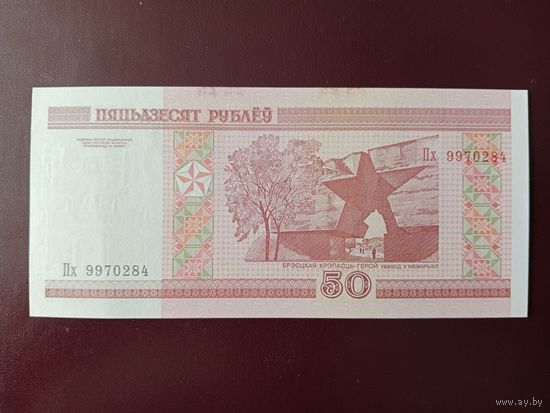 ПЯЦЬДЗЕСЯТ РУБЛЁЎ
Пх 9970284
БРЭСЦКАЯ КРЭПАСЦЬ-ГЕРОЙ УВАХОД У МЕМАРЫЯЛ
Пх 9970284
50
www.ay.by